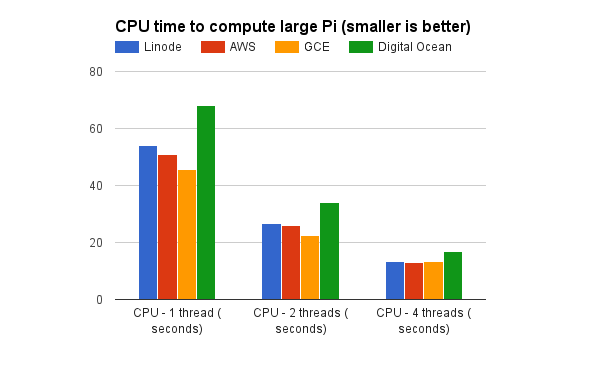 CPU time to compute large Pi (smaller is better)
Linode AWS GCE Digital Ocean
80
60
40
20
0
CPU - 1 thread ( CPU - 2 threads ( CPU - 4 threads (
seconds) seconds) seconds)